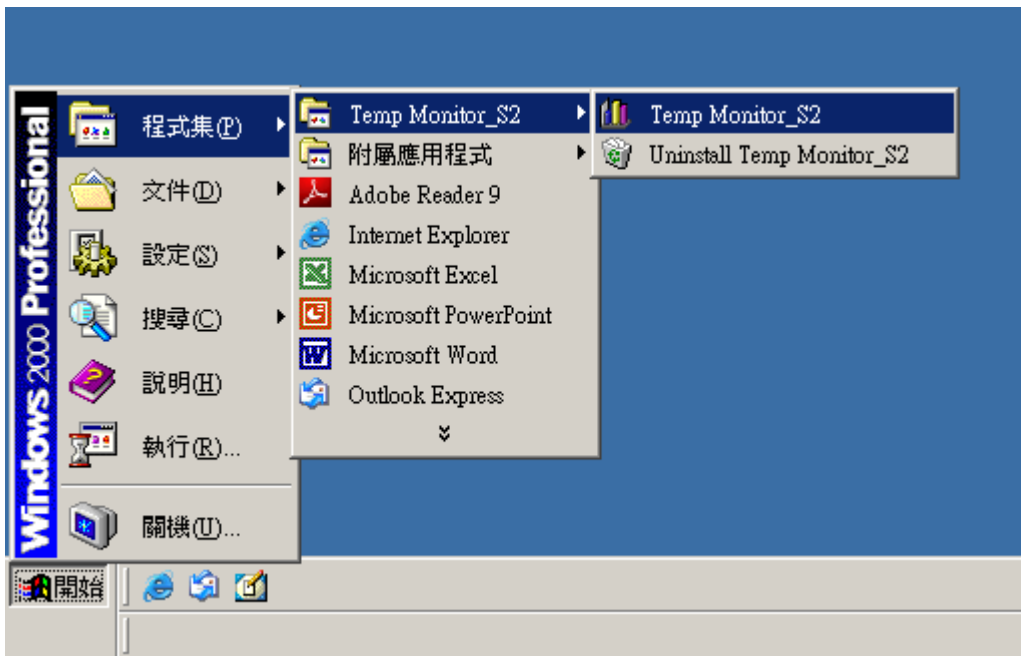 Windows 2000 Professional
程式集(P)
文件(D)
設定(S)
搜尋(C)
說明(H)
執行(R)...
關機(U)...
Temp Monitor_S2
附屬應用程式
Adobe Reader 9
Internet Explorer
Microsoft Excel
Microsoft PowerPoint
Microsoft Word
Outlook Express
Temp Monitor_S2
Uninstall Temp Monitor_S2
開始